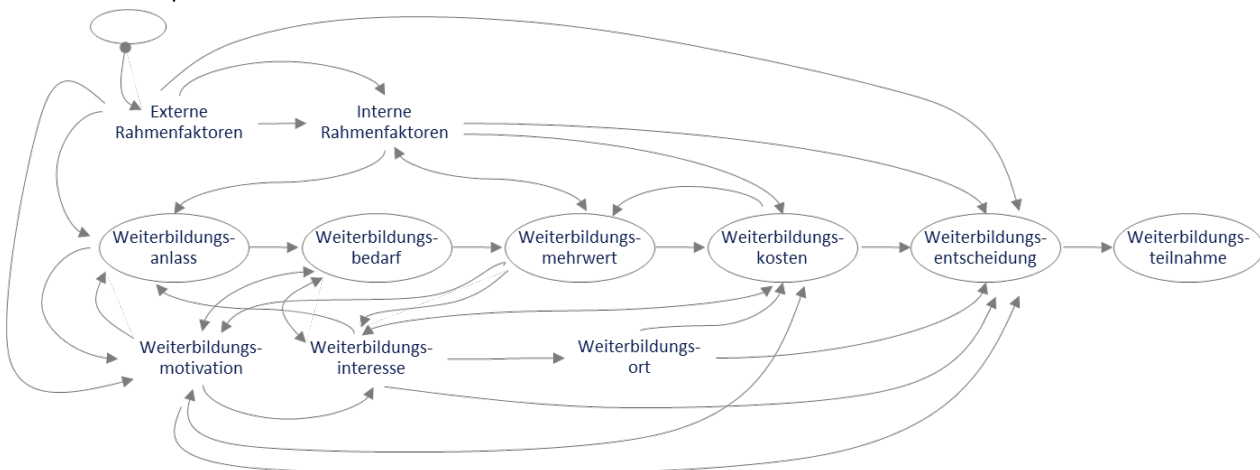 Externe
Rahmenfaktoren
Interne
Rahmenfaktoren
Weiterbildungs-
anlass
Weiterbildungs-
bedarf
Weiterbildungs-
mehrwert
Weiterbildungs-
kosten
Weiterbildungs-
entscheidung
Weiterbildungs-
teilnahme
Weiterbildungs-
motivation
Weiterbildungs-
interesse
Weiterbildungs-
ort